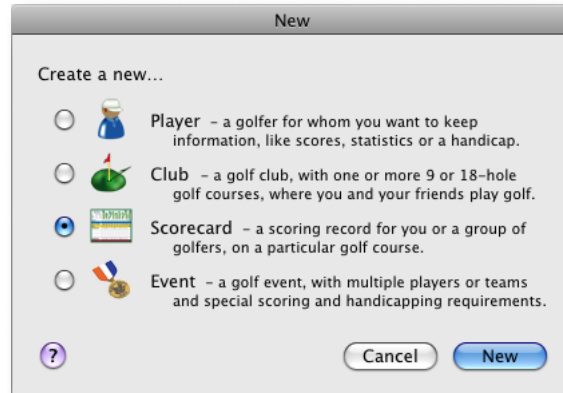 New
Create a new...
Player – a golfer for whom you want to keep
information, like scores, statistics or a handicap.
Club – a golf club, with one or more 9 or 18-hole
golf courses, where you and your friends play golf.
Scorecard – a scoring record for you or a group of
golfers, on a particular golf course.
Event – a golf event, with multiple players or teams
and special scoring and handicapping requirements.
? Cancel New